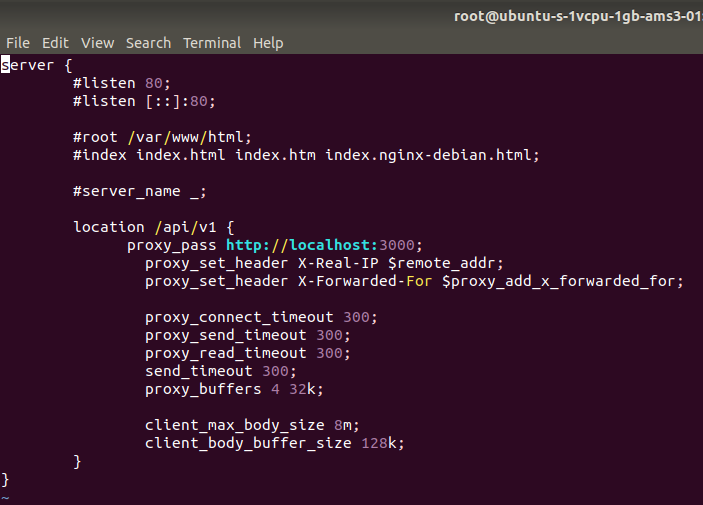 root@ubuntu-s-1vcpu-1gb-ams3-01:
File Edit View Search Terminal Help
server {
#listen 80;
#listen [::]:80;
#root /var/www/html;
#index index.html index.htm index.nginx-debian.html;
#server_name _;
location /api/v1 {
proxy_pass http://localhost:3000;
proxy_set_header X-Real-IP $remote_addr;
proxy_set_header X-Forwarded-For $proxy_add_x_forwarded_for;
proxy_connect_timeout 300;
proxy_send_timeout 300;
proxy_read_timeout 300;
send_timeout 300;
proxy_buffers 4 32k;
client_max_body_size 8m;
client_body_buffer_size 128k;
}
}
~